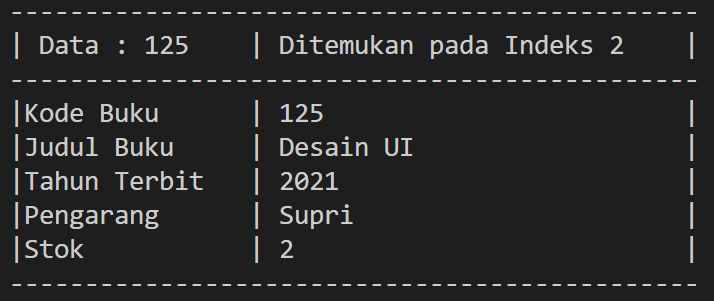 ----------------------------------------------
| Data : 125    | Ditemukan pada Indeks 2    |
----------------------------------------------
|Kode Buku      | 125                        |
|Judul Buku     | Desain UI                  |
|Tahun Terbit   | 2021                       |
|Pengarang      | Supri                      |
|Stok           | 2                          |
----------------------------------------------